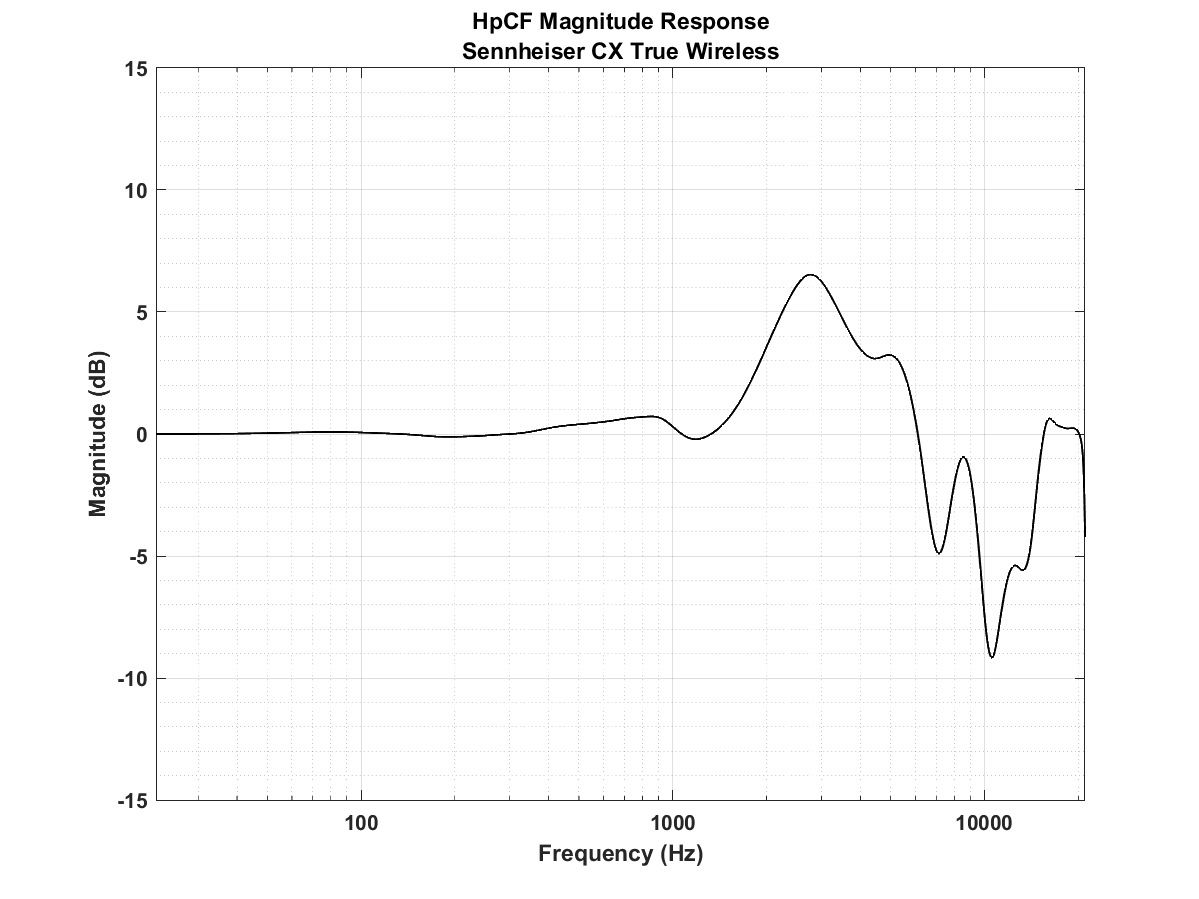 HpCF Magnitude Response
Sennheiser CX True Wireless
15
10
5
0
-5
-10
-15
Magnitude (dB)
100
1000
10000
Frequency (Hz)